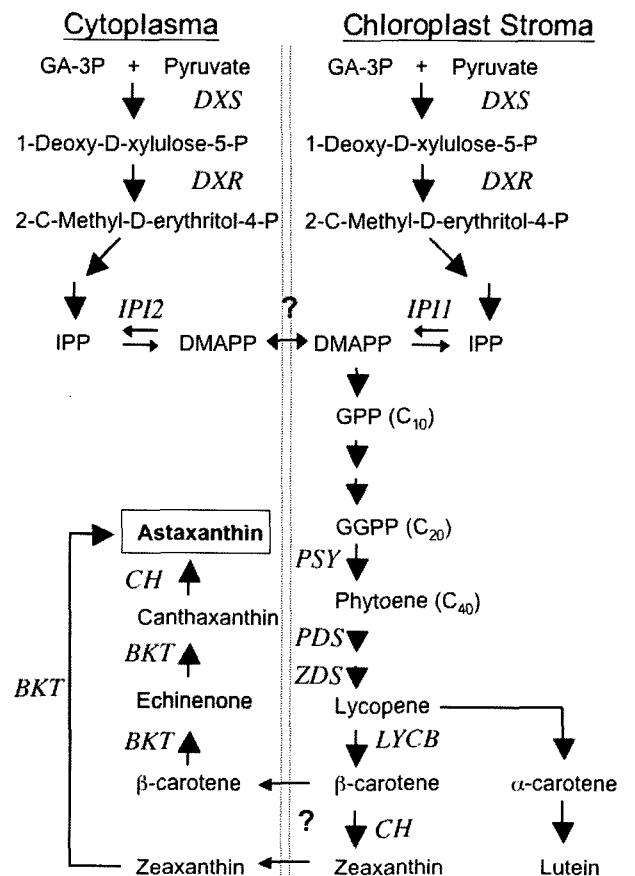 Cytoplasma
GA-3P + Pyruvate
DXS
1-Deoxy-D-xylulose-5-P
DXR
2-C-Methyl-D-erythritol-4-P
IPI2
IPP
DMAPP
?
Astaxanthin
CH
Canthaxanthin
BKT
Echinenone
BKT
BKT
β-carotene
Zeaxanthin
Chloroplast Stroma
GA-3P + Pyruvate
DXS
1-Deoxy-D-xylulose-5-P
DXR
2-C-Methyl-D-erythritol-4-P
IPI1
DMAPP
IPP
GPP (C10)
GGPP (C20)
PSY
Phytoene (C40)
PDS
ZDS
Lycopene
LYCB
β-carotene
α-carotene
?
CH
Zeaxanthin
Lutein